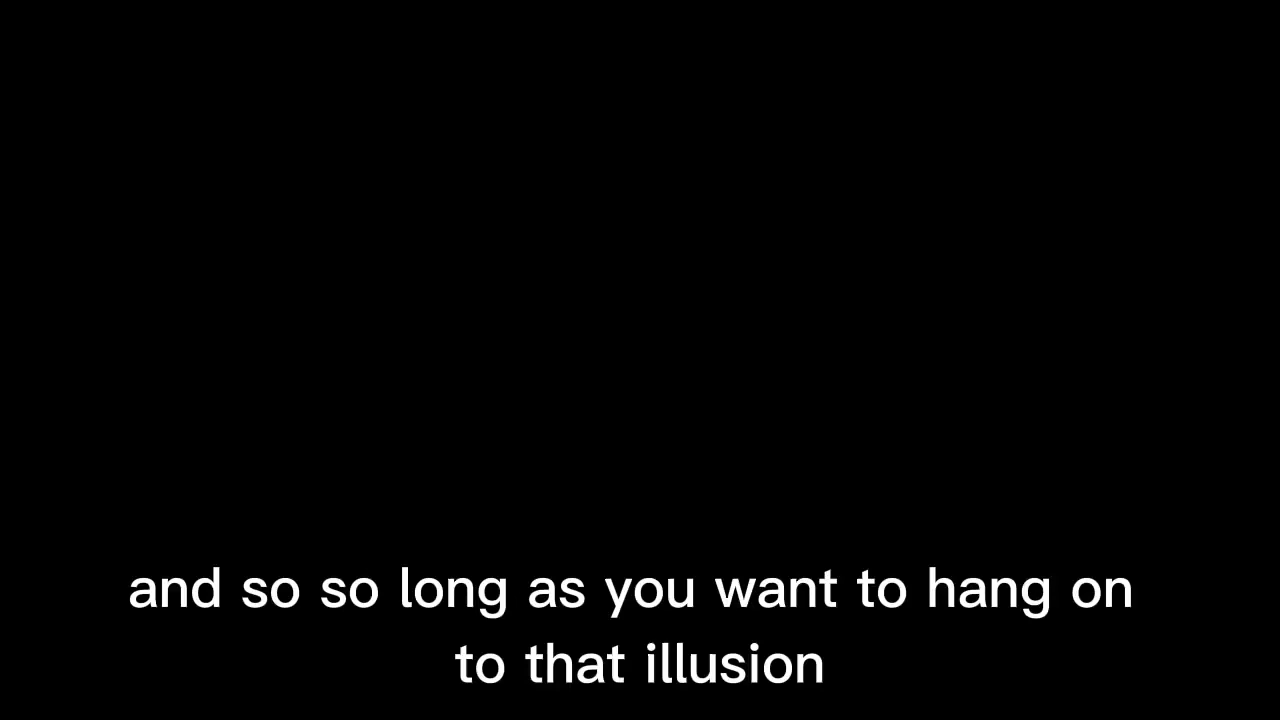 and so so long as you want to hang on
to that illusion